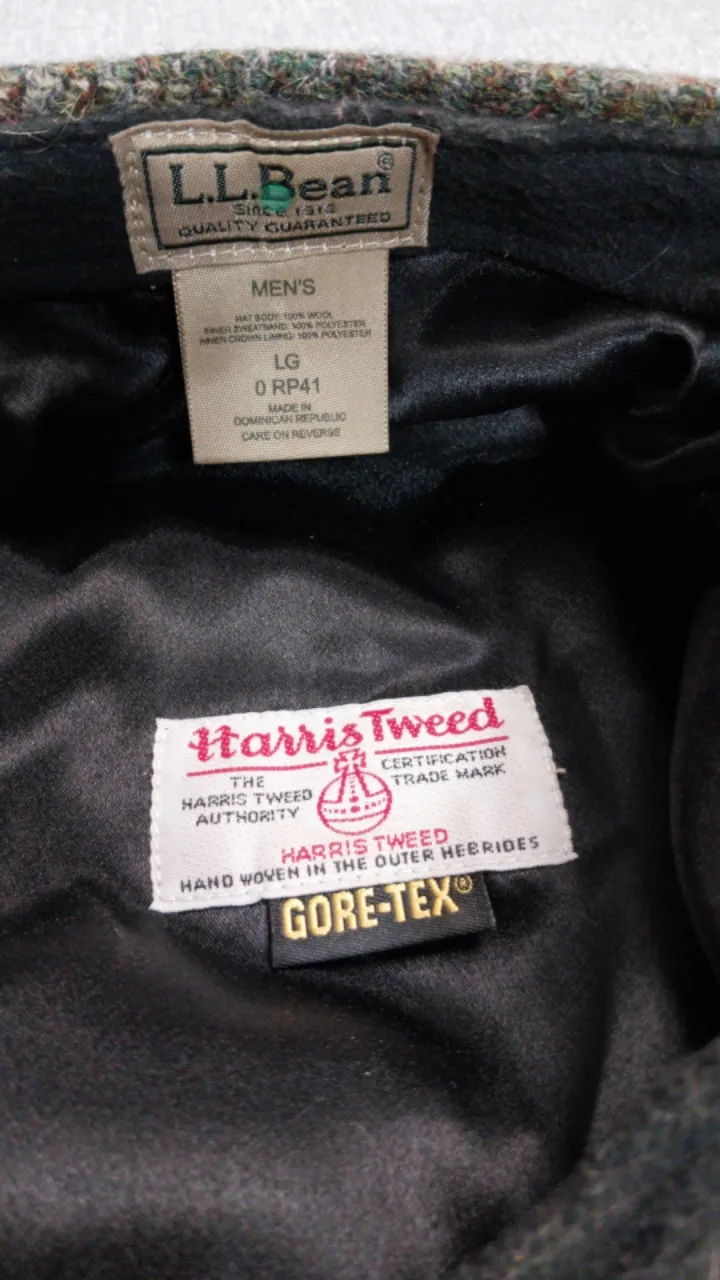 L.L.Bean®
Since 1912
QUALITY GUARANTEED
MEN'S
HAT BODY: 100% WOOL
INNER SWEATBAND: 100% POLYESTER
INNER CROWN LINING: 100% POLYESTER
LG
0 RP41
MADE IN
DOMINICAN REPUBLIC
CARE ON REVERSE
Harris Tweed
THE
HARRIS TWEED
AUTHORITY
CERTIFICATION
TRADE MARK
HARRIS TWEED
HAND WOVEN IN THE OUTER HEBRIDES
GORE-TEX®